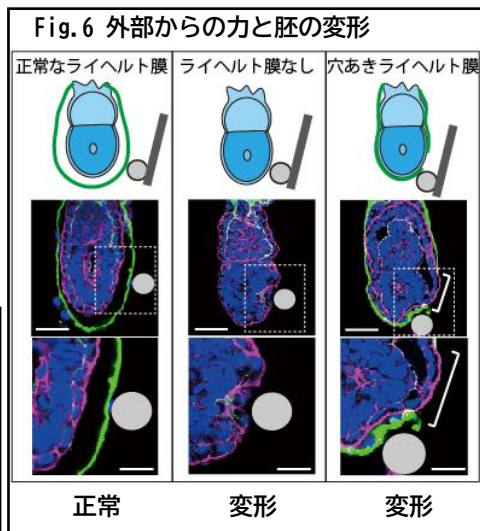 Fig.6 外部からの力と胚の変形
正常なライヘルト膜
ライヘルト膜なし
穴あきライヘルト膜
正常
変形
変形